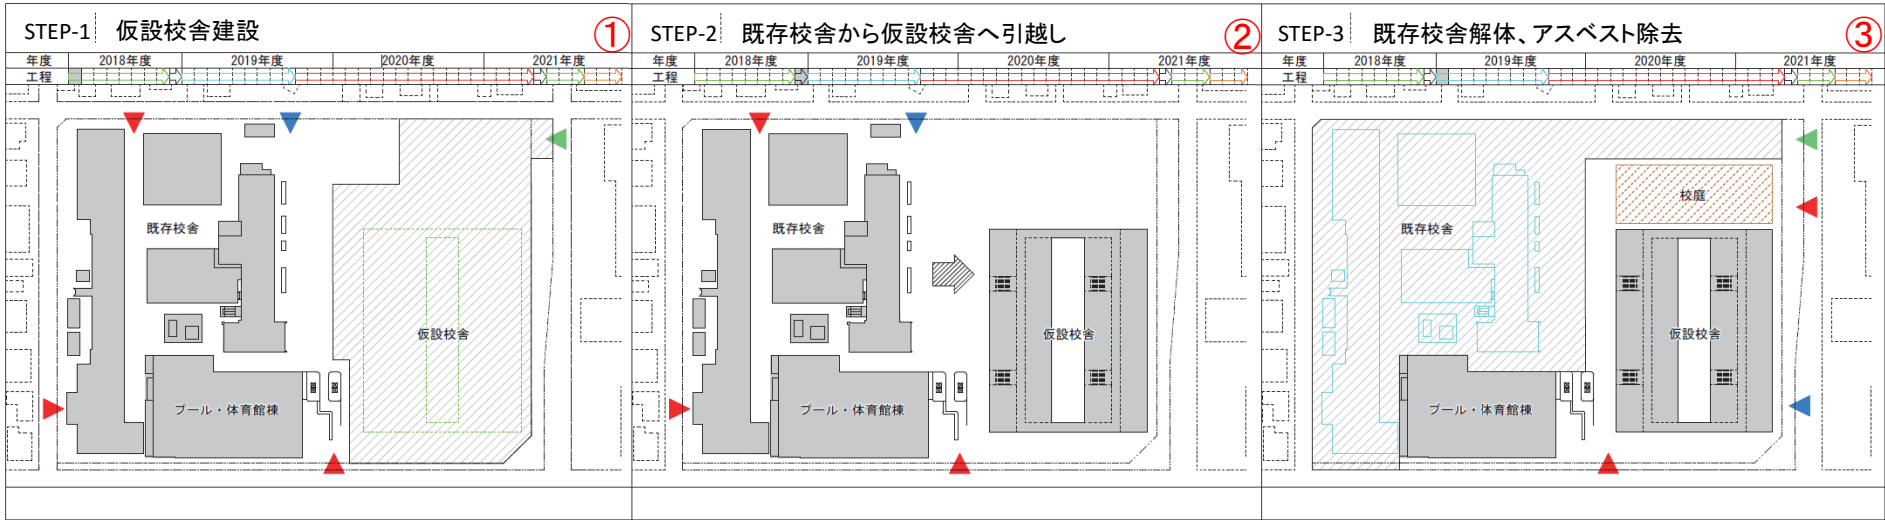 STEP-1 仮設校舎建設 ①
年度 2018年度 2019年度 2020年度 2021年度
工程
既存校舎
仮設校舎
プール・体育館棟
STEP-2 既存校舎から仮設校舎へ引越し ②
年度 2018年度 2019年度 2020年度 2021年度
工程
既存校舎
仮設校舎
プール・体育館棟
STEP-3 既存校舎解体、アスベスト除去 ③
年度 2018年度 2019年度 2020年度 2021年度
工程
校庭
既存校舎
仮設校舎
プール・体育館棟